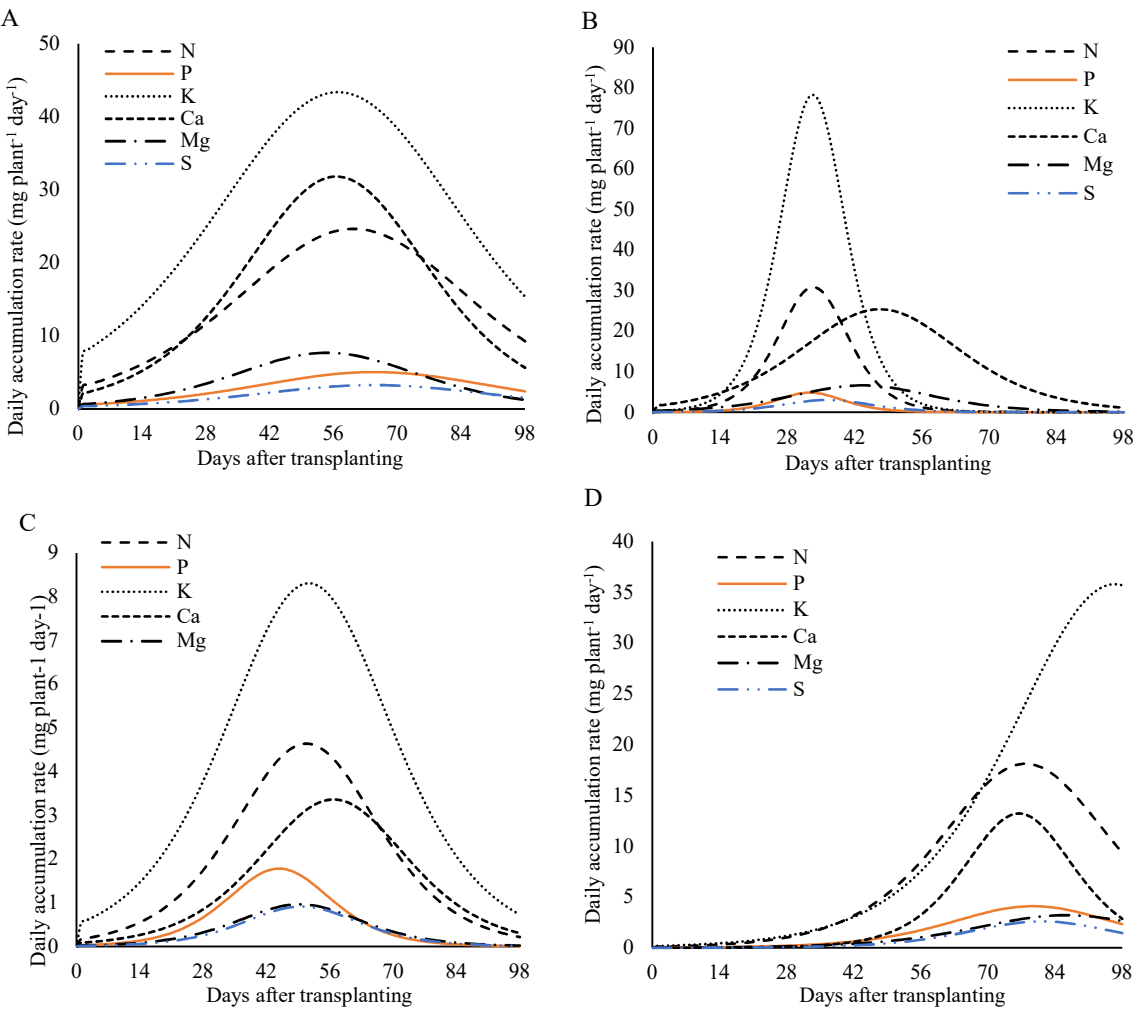 A
Daily accumulation rate (mg plant⁻¹ day⁻¹)
50
40
30
20
10
0
N
P
K
Ca
Mg
S
0 14 28 42 56 70 84 98
Days after transplanting
B
Daily accumulation rate (mg plant⁻¹ day⁻¹)
90
80
70
60
50
40
30
20
10
0
N
P
K
Ca
Mg
S
0 14 28 42 56 70 84 98
Days after transplanting
C
Daily accumulation rate (mg plant-1 day-1)
9
8
7
6
5
4
3
2
1
0
N
P
K
Ca
Mg
0 14 28 42 56 70 84 98
Days after transplanting
D
Daily accumulation rate (mg plant⁻¹ day⁻¹)
40
35
30
25
20
15
10
5
0
N
P
K
Ca
Mg
S
0 14 28 42 56 70 84 98
Days after transplanting